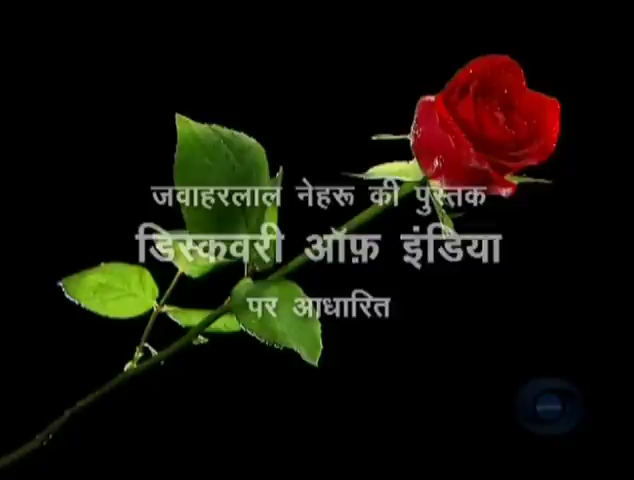 जवाहरलाल नेहरू की पुस्तक
डिस्कवरी ऑफ़ इंडिया
पर आधारित